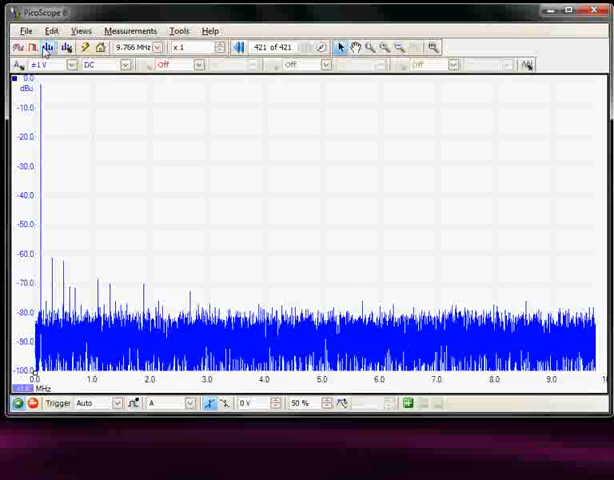 PicoScope 6
File Edit Views Measurements Tools Help
9.766 MHz x 1 421 of 421
A ±1 V DC Off Off
0.0
dBu
-10.0
-20.0
-30.0
-40.0
-50.0
-60.0
-70.0
-80.0
-90.0
-100.0
0.0 1.0 2.0 3.0 4.0 5.0 6.0 7.0 8.0 9.0 10
MHz
Trigger Auto A 0 V 50 %